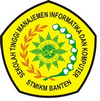 SEKOLAH TINGGI MANAJEMEN INFORMATIKA DAN KOMPUTER
STMIKM BANTEN